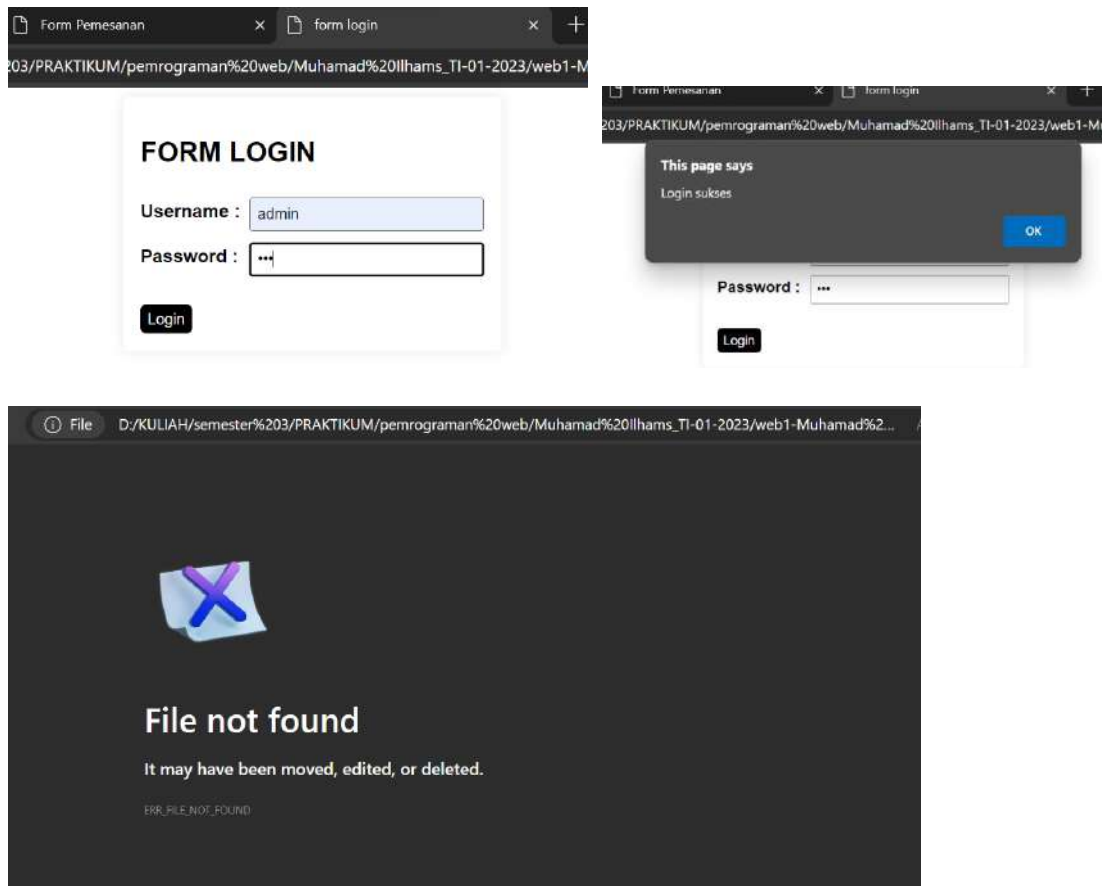 Form Pemesanan
form login
203/PRAKTIKUM/pemrograman%20web/Muhamad%20Ilhams_TI-01-2023/web1-M
FORM LOGIN
Username : admin
Password : •••
Login
Form Pemesanan
form login
203/PRAKTIKUM/pemrograman%20web/Muhamad%20Ilhams_TI-01-2023/web1-M
This page says
Login sukses
OK
Password : •••
Login
File D:/KULIAH/semester%203/PRAKTIKUM/pemrograman%20web/Muhamad%20Ilhams_TI-01-2023/web1-Muhamad%2...
File not found
It may have been moved, edited, or deleted.
ERR_FILE_NOT_FOUND